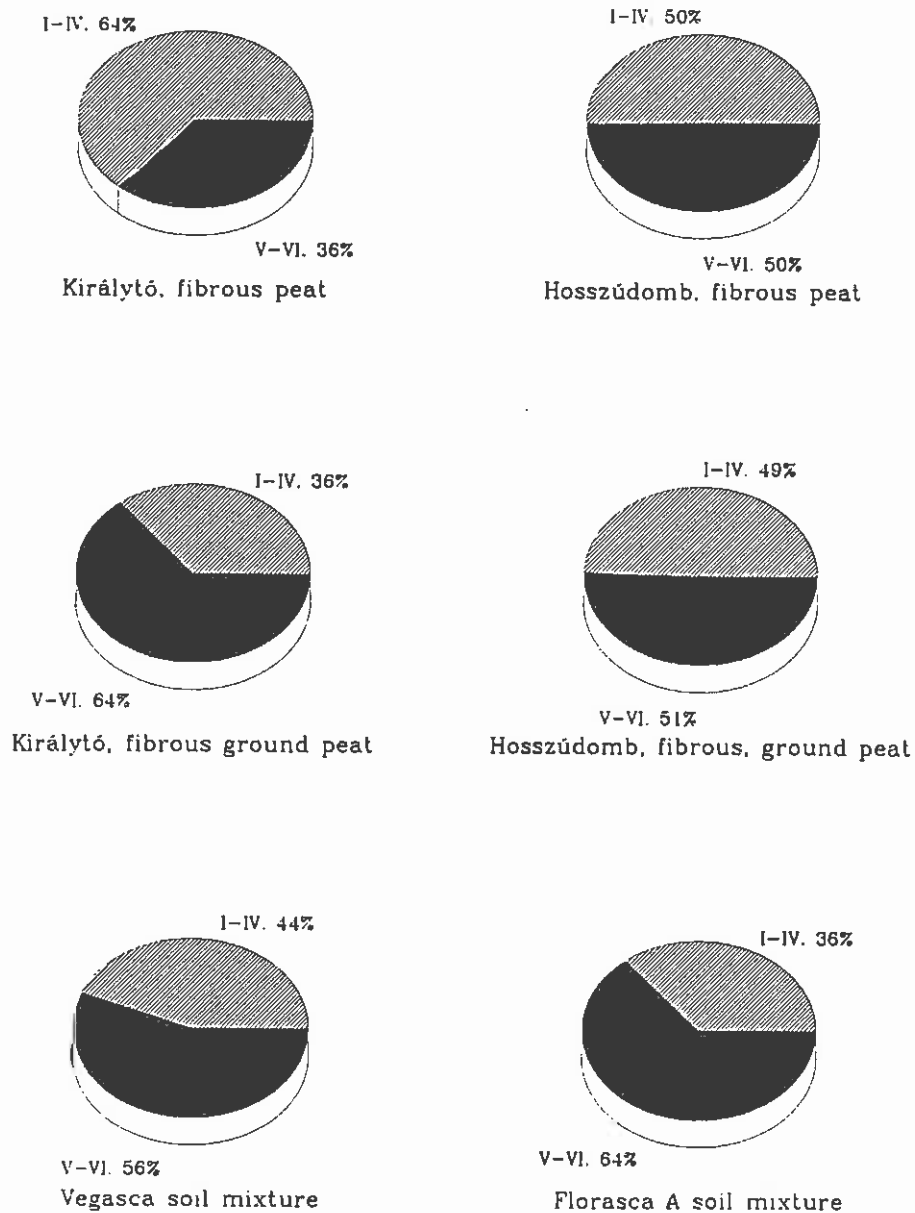 I-IV. 64%
V-VI. 36%
Királytó, fibrous peat
I-IV. 50%
V-VI. 50%
Hosszúdomb, fibrous peat
I-IV. 36%
V-VI. 64%
Királytó, fibrous ground peat
I-IV. 49%
V-VI. 51%
Hosszúdomb, fibrous, ground peat
I-IV. 44%
V-VI. 56%
Vegasca soil mixture
I-IV. 36%
V-VI. 64%
Florasca A soil mixture